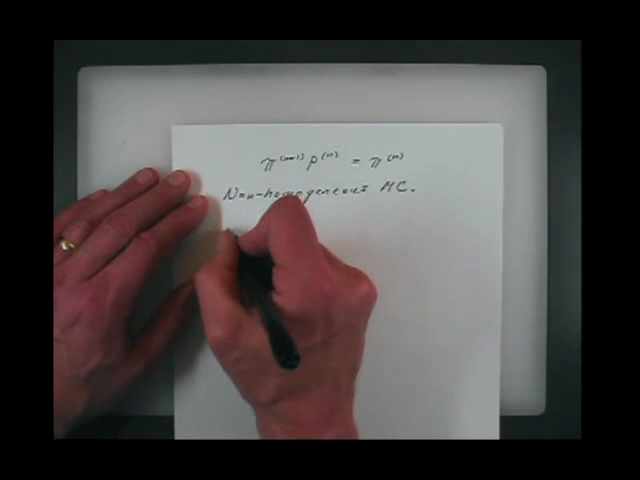 π^(n-1) P^(n) = π^(n)
Non-homogeneous MC.